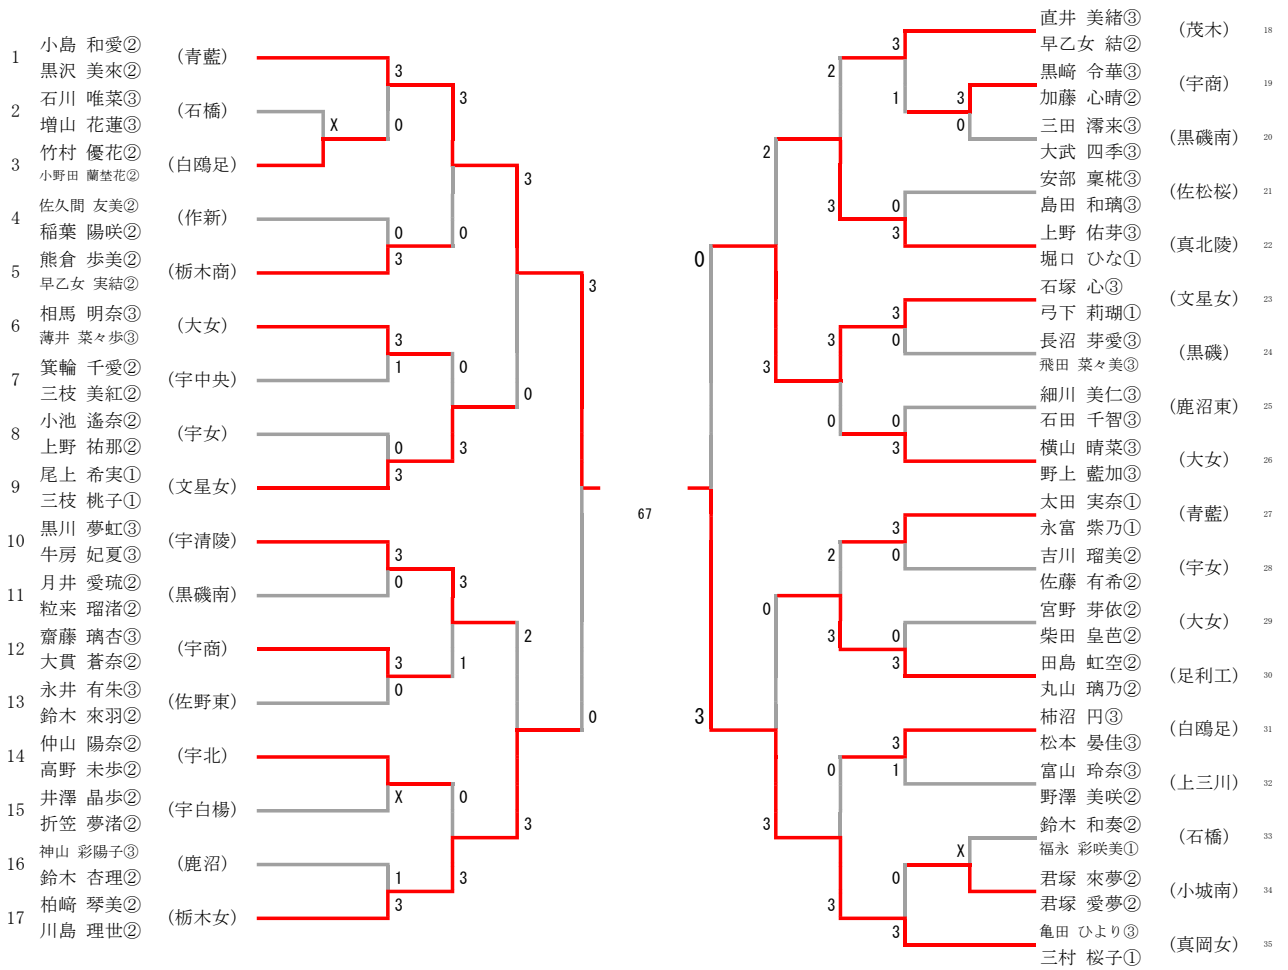 1 小島 和愛② (青藍)
黒沢 美來②
2 石川 唯菜③ (石橋)
増山 花蓮③
3 竹村 優花② (白鴎足)
小野田 蘭埜花②
4 佐久間 友美② (作新)
稲葉 陽咲②
5 熊倉 歩美② (栃木商)
早乙女 実結②
6 相馬 明奈③ (大女)
薄井 菜々歩③
7 箕輪 千愛② (宇中央)
三枝 美紅②
8 小池 遙奈② (宇女)
上野 祐那②
9 尾上 希実① (文星女)
三枝 桃子①
10 黒川 夢虹③ (宇清陵)
牛房 妃夏③
11 月井 愛琉② (黒磯南)
粒来 瑠渚②
12 齋藤 璃杏③ (宇商)
大貫 蒼奈②
13 永井 有朱③ (佐野東)
鈴木 來羽②
14 仲山 陽奈② (宇北)
高野 未歩②
15 井澤 晶歩② (宇白楊)
折笠 夢渚②
16 神山 彩陽子③ (鹿沼)
鈴木 杏理②
17 柏﨑 琴美② (栃木女)
川島 理世②
3
X
0
0
3
3
1
0
3
3
0
3
0
X
1
3
3
0
0
3
3
1
0
3
3
0
2
3
3
0
67
0
3
2
3
0
3
2
3
3
0
2
3
0
3
3
1
0
3
3
0
0
3
3
0
0
3
3
1
0
3
3
0
X
直井 美緒③ (茂木) 18
早乙女 結②
黒﨑 令華③ (宇商) 19
加藤 心晴②
三田 澪来③ (黒磯南) 20
大武 四季③
安部 稟椛③ (佐松桜) 21
島田 和璃③
上野 佑芽③ (真北陵) 22
堀口 ひな①
石塚 心③ (文星女) 23
弓下 莉瑚①
長沼 芽愛③ (黒磯) 24
飛田 菜々美③
細川 美仁③ (鹿沼東) 25
石田 千智③
横山 晴菜③ (大女) 26
野上 藍加③
太田 実奈① (青藍) 27
永富 紫乃①
吉川 瑠美② (宇女) 28
佐藤 有希②
宮野 芽依② (大女) 29
柴田 皇芭②
田島 虹空② (足利工) 30
丸山 璃乃②
柿沼 円③ (白鴎足) 31
松本 晏佳③
富山 玲奈③ (上三川) 32
野澤 美咲②
鈴木 和奏② (石橋) 33
福永 彩咲美①
君塚 來夢② (小城南) 34
君塚 愛夢②
亀田 ひより③ (真岡女) 35
三村 桜子①